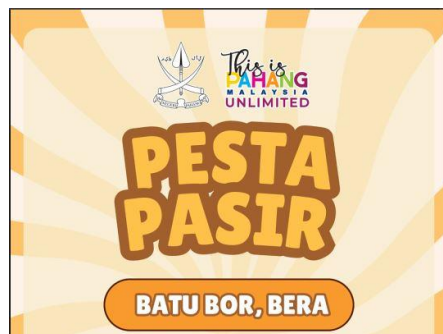 This is
PAHANG
MALAYSIA
UNLIMITED
PESTA
PASIR
BATU BOR, BERA